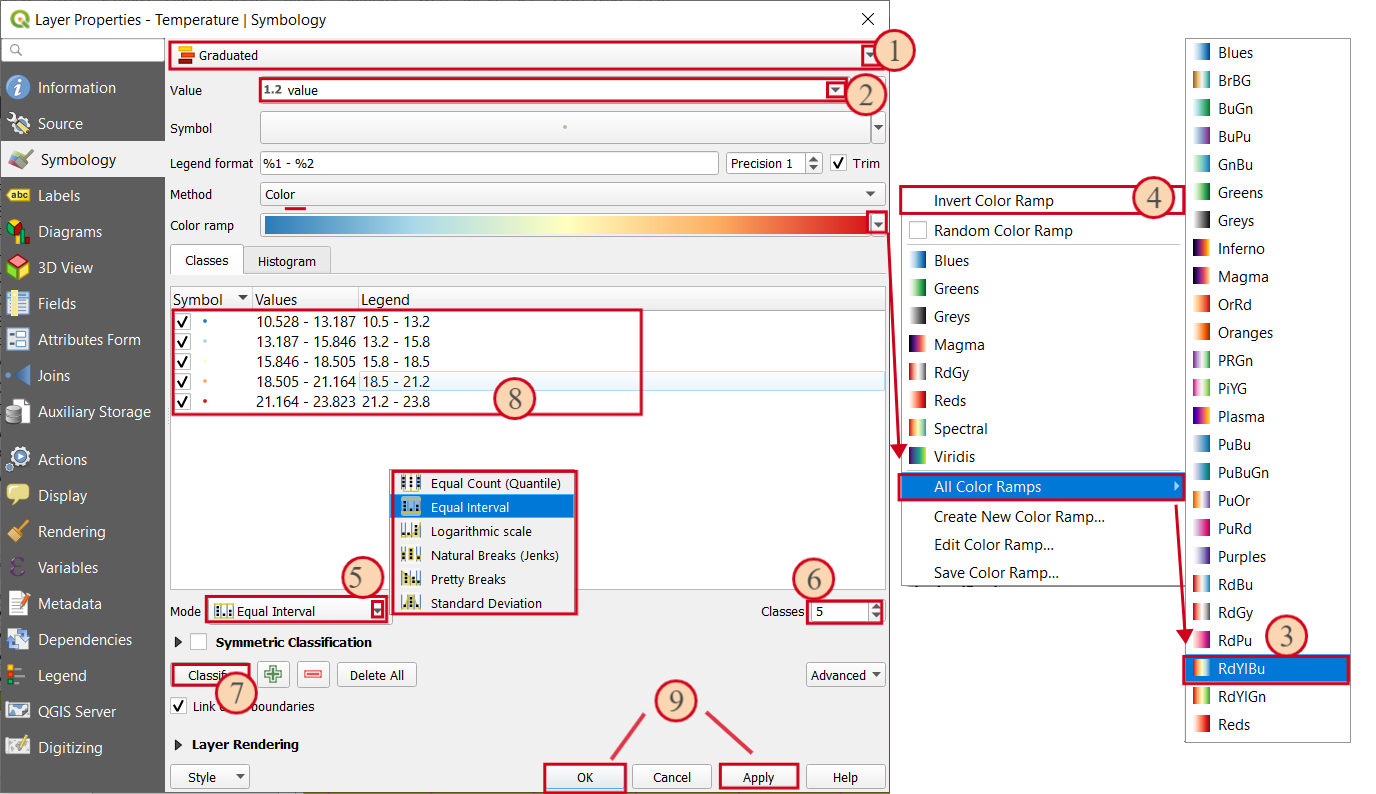 Layer Properties - Temperature | Symbology
Information
Source
Symbology
Labels
Diagrams
3D View
Fields
Attributes Form
Joins
Auxiliary Storage
Actions
Display
Rendering
Variables
Metadata
Dependencies
Legend
QGIS Server
Digitizing
Graduated
1
Value 1.2 value
2
Symbol
Legend format %1 - %2 Precision 1 Trim
Method Color
Color ramp
Classes Histogram
Symbol Values Legend
10.528 - 13.187 10.5 - 13.2
13.187 - 15.846 13.2 - 15.8
15.846 - 18.505 15.8 - 18.5
18.505 - 21.164 18.5 - 21.2
21.164 - 23.823 21.2 - 23.8
8
Equal Count (Quantile)
Equal Interval
Logarithmic scale
Natural Breaks (Jenks)
Pretty Breaks
Standard Deviation
5
6
Mode Equal Interval Classes 5
Symmetric Classification
Classif Delete All Advanced
7
Link boundaries
9
Layer Rendering
Style OK Cancel Apply Help
Invert Color Ramp
4
Random Color Ramp
Blues
Greens
Greys
Magma
RdGy
Reds
Spectral
Viridis
All Color Ramps
Create New Color Ramp...
Edit Color Ramp...
Save Color Ramp...
Blues
BrBG
BuGn
BuPu
GnBu
Greens
Greys
Inferno
Magma
OrRd
Oranges
PRGn
PiYG
Plasma
PuBu
PuBuGn
PuOr
PuRd
Purples
RdBu
RdGy
RdPu
3
RdYlBu
RdYlGn
Reds